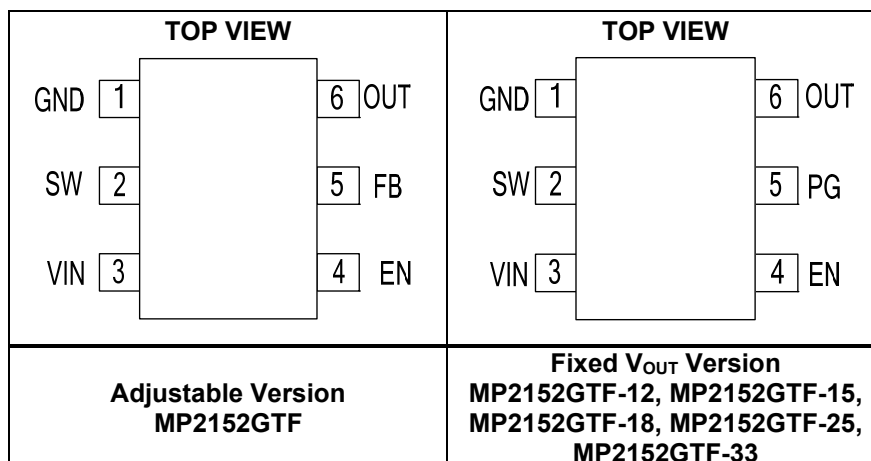 TOP VIEW
GND 1 6 OUT
SW 2 5 FB
VIN 3 4 EN
Adjustable Version
MP2152GTF
TOP VIEW
GND 1 6 OUT
SW 2 5 PG
VIN 3 4 EN
Fixed VOUT Version
MP2152GTF-12, MP2152GTF-15,
MP2152GTF-18, MP2152GTF-25,
MP2152GTF-33